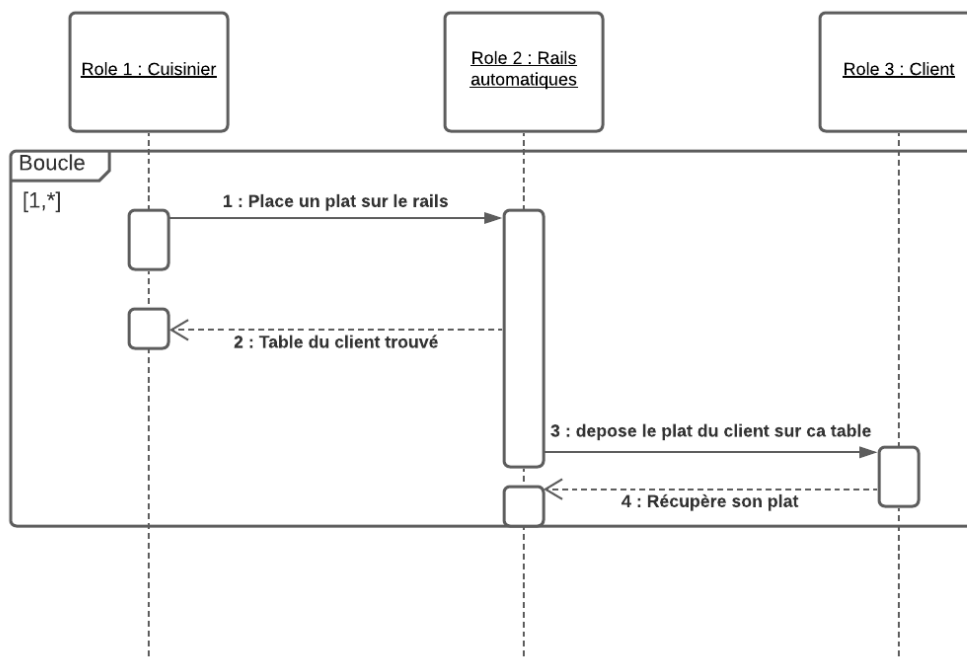 Role 1 : Cuisinier
Role 2 : Rails
automatiques
Role 3 : Client
Boucle
[1,*]
1 : Place un plat sur le rails
2 : Table du client trouvé
3 : depose le plat du client sur ca table
4 : Récupère son plat